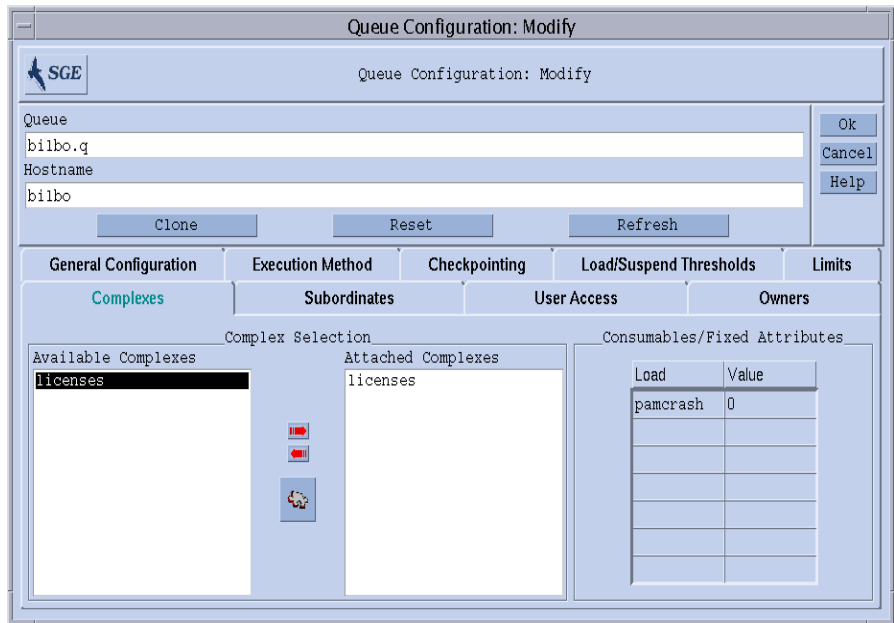 Queue Configuration: Modify
SGE
Queue Configuration: Modify
Queue
bilbo.q
Hostname
bilbo
Clone Reset Refresh
Ok
Cancel
Help
General Configuration Execution Method Checkpointing Load/Suspend Thresholds Limits
Complexes Subordinates User Access Owners
Complex Selection
Available Complexes
licenses
Attached Complexes
licenses
Consumables/Fixed Attributes
Load Value
pamcrash 0